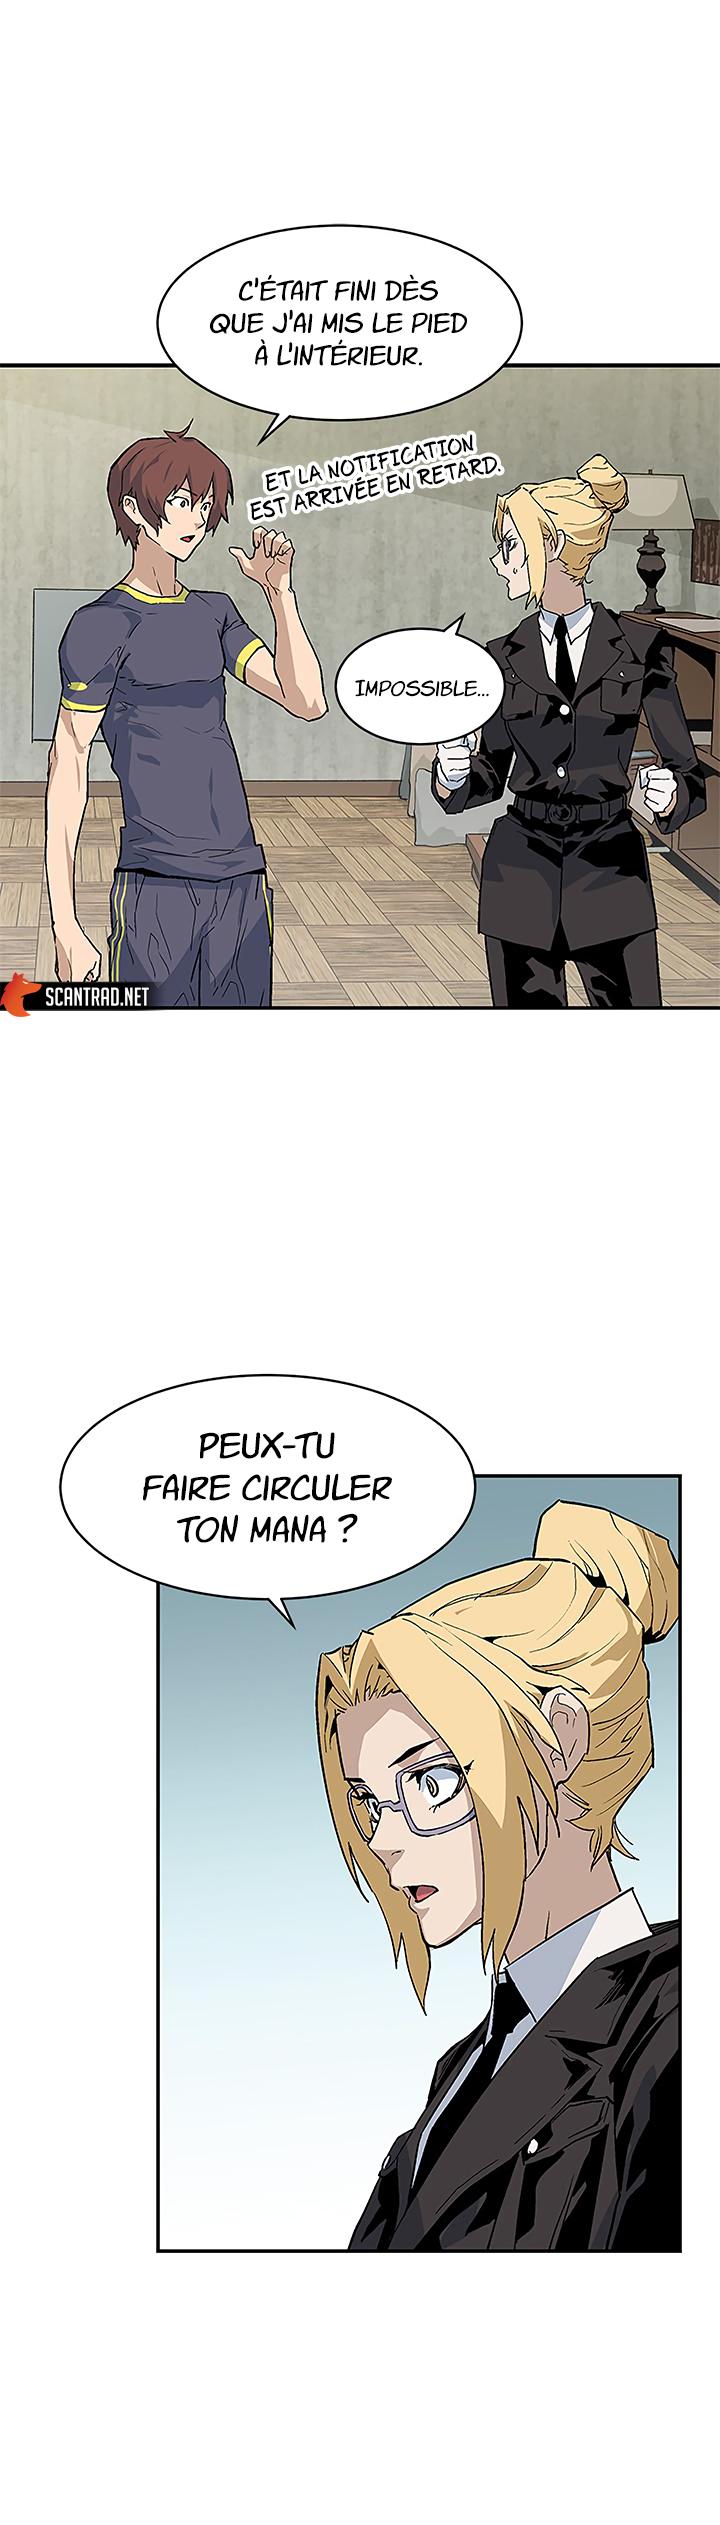 C'ÉTAIT FINI DÈS
QUE J'AI MIS LE PIED
À L'INTÉRIEUR.
ET LA NOTIFICATION
EST ARRIVÉE EN RETARD.
IMPOSSIBLE...
SCANTRAD.NET
PEUX-TU
FAIRE CIRCULER
TON MANA ?